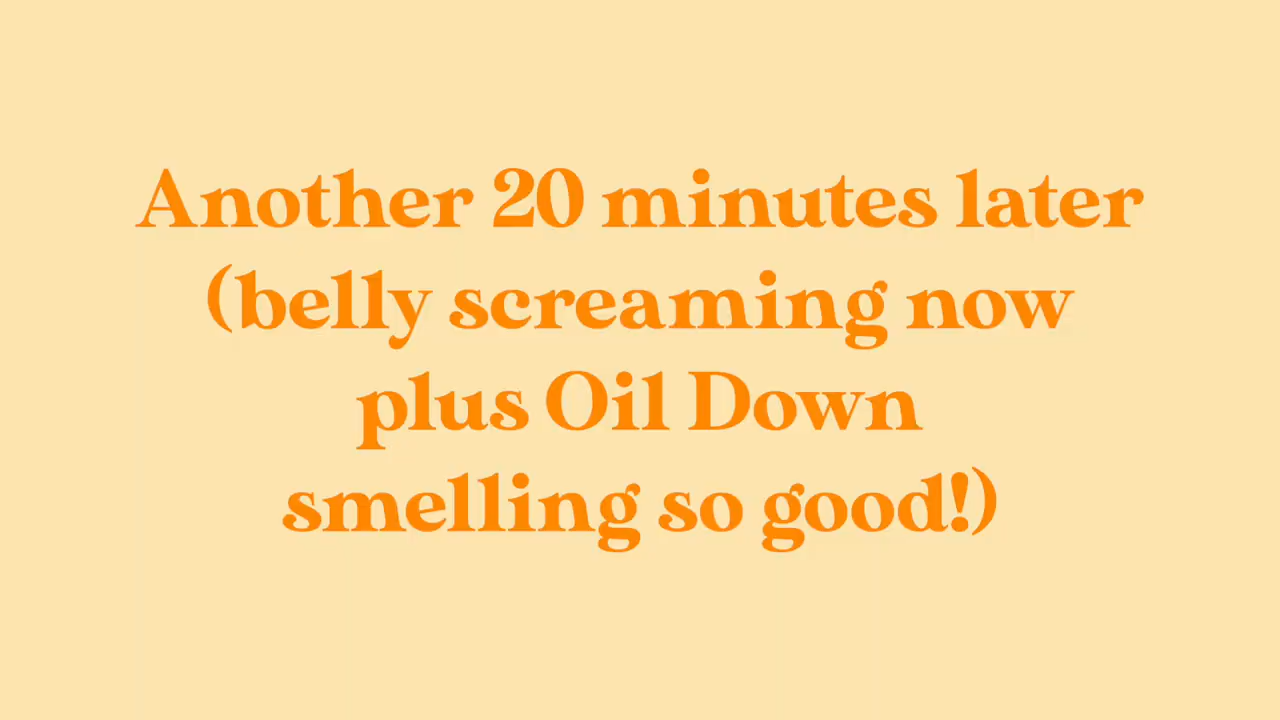 Another 20 minutes later
(belly screaming now
plus Oil Down
smelling so good!)